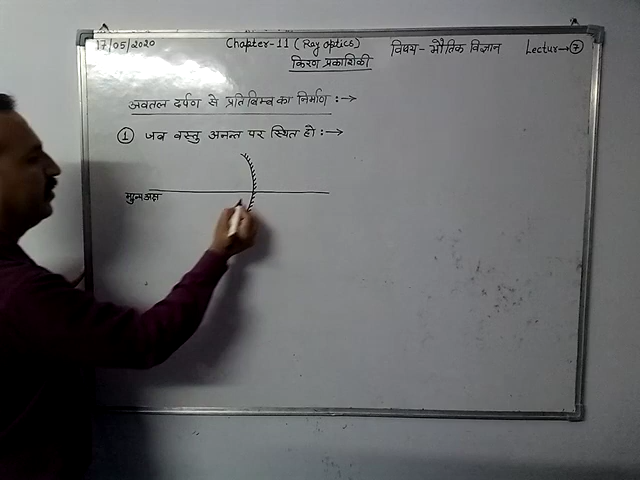 17/05/2020 Chapter-11 (Ray optics) विषय - भौतिक विज्ञान Lectur→7
किरण प्रकाशिकी
अवतल दर्पण से प्रतिबिम्ब का निर्माण :→
1 जब वस्तु अनन्त पर स्थित हो :→
मुख्य अक्ष